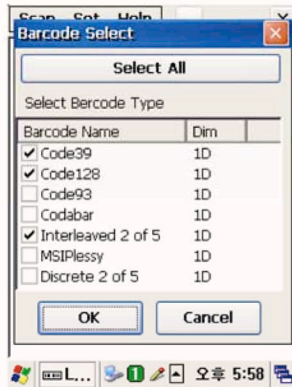 Scan Set Help
Barcode Select
Select All
Select Bercode Type
Barcode Name Dim
Code39 1D
Code128 1D
Code93 1D
Codabar 1D
Interleaved 2 of 5 1D
MSIPlessy 1D
Discrete 2 of 5 1D
OK Cancel
L... 1 오후 5:58